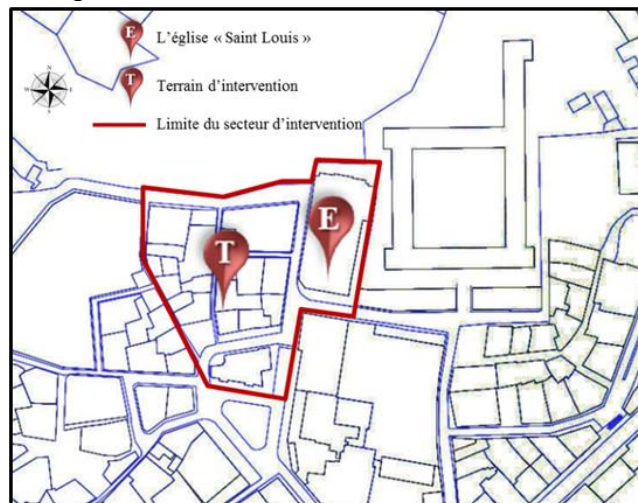 E L'église « Saint Louis »
N
W E
S
T Terrain d'intervention
Limite du secteur d'intervention
E
T